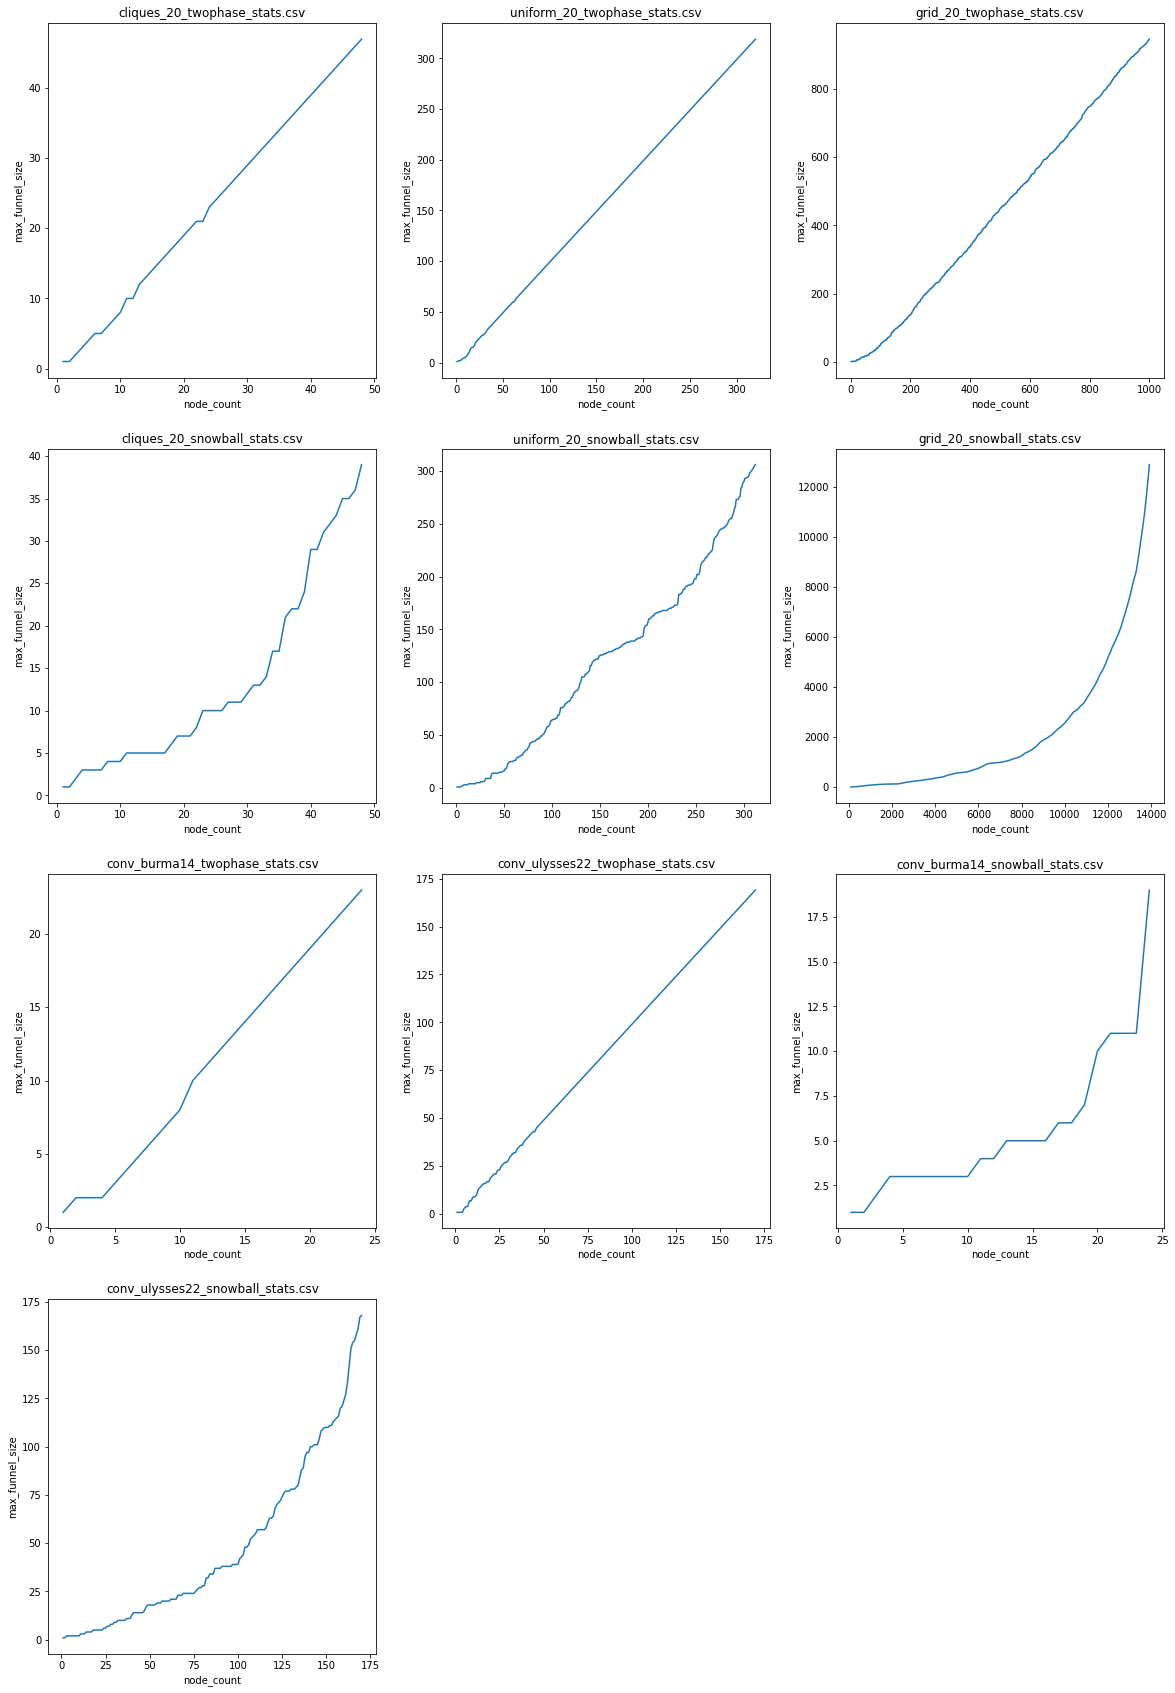 cliques_20_twophase_stats.csv
max_funnel_size
40
30
20
10
0
0 10 20 30 40 50
node_count
uniform_20_twophase_stats.csv
max_funnel_size
300
250
200
150
100
50
0
0 50 100 150 200 250 300
node_count
grid_20_twophase_stats.csv
max_funnel_size
800
600
400
200
0
0 200 400 600 800 1000
node_count
cliques_20_snowball_stats.csv
max_funnel_size
40
35
30
25
20
15
10
5
0
0 10 20 30 40 50
node_count
uniform_20_snowball_stats.csv
max_funnel_size
300
250
200
150
100
50
0
0 50 100 150 200 250 300
node_count
grid_20_snowball_stats.csv
max_funnel_size
12000
10000
8000
6000
4000
2000
0
0 2000 4000 6000 8000 10000 12000 14000
node_count
conv_burma14_twophase_stats.csv
max_funnel_size
20
15
10
5
0
0 5 10 15 20 25
node_count
conv_ulysses22_twophase_stats.csv
max_funnel_size
175
150
125
100
75
50
25
0
0 25 50 75 100 125 150 175
node_count
conv_burma14_snowball_stats.csv
max_funnel_size
17.5
15.0
12.5
10.0
7.5
5.0
2.5
0 5 10 15 20 25
node_count
conv_ulysses22_snowball_stats.csv
max_funnel_size
175
150
125
100
75
50
25
0
0 25 50 75 100 125 150 175
node_count